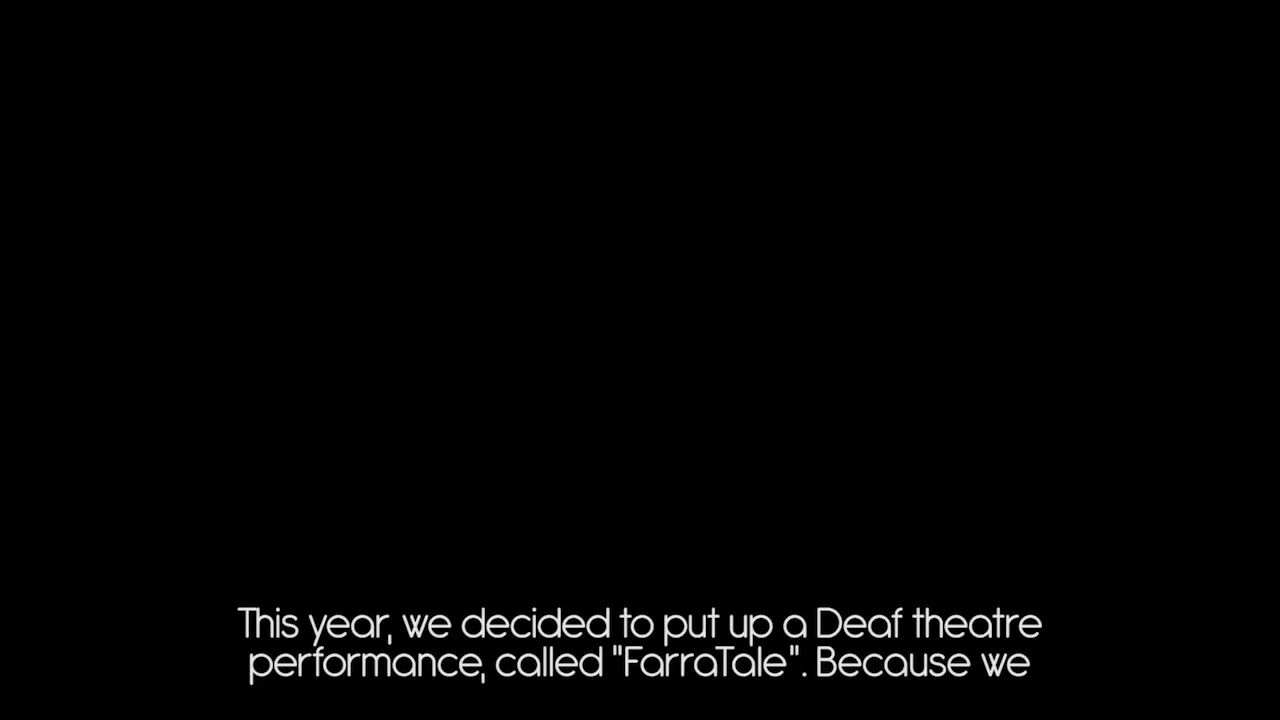 This year, we decided to put up a Deaf theatre
performance, called "FarraTale". Because we